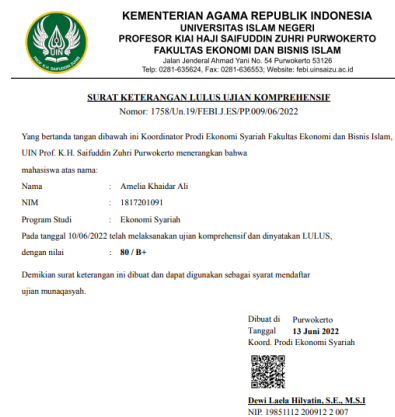 KEMENTERIAN AGAMA REPUBLIK INDONESIA
UNIVERSITAS ISLAM NEGERI
PROFESOR KIAI HAJI SAIFUDDIN ZUHRI PURWOKERTO
FAKULTAS EKONOMI DAN BISNIS ISLAM
Jalan Jenderal Ahmad Yani No. 54 Purwokerto 53126
Telp: 0281-635624, Fax: 0281-636553; Website: febi.uinsaizu.ac.id
UIN
SURAT KETERANGAN LULUS UJIAN KOMPREHENSIF
Nomor: 1758/Un.19/FEBI.J.ES/PP.009/06/2022
Yang bertanda tangan dibawah ini Koordinator Prodi Ekonomi Syariah Fakultas Ekonomi dan Bisnis Islam,
UIN Prof. K.H. Saifuddin Zuhri Purwokerto menerangkan bahwa
mahasiswa atas nama:
Nama : Amelia Khaidar Ali
NIM : 1817201091
Program Studi : Ekonomi Syariah
Pada tanggal 10/06/2022 telah melaksanakan ujian komprehensif dan dinyatakan LULUS,
dengan nilai : 80 / B+
Demikian surat keterangan ini dibuat dan dapat digunakan sebagai syarat mendaftar
ujian munaqasyah.
Dibuat di Purwokerto
Tanggal 13 Juni 2022
Koord. Prodi Ekonomi Syariah
Dewi Laela Hilyatin, S.E., M.S.I
NIP. 19851112 200912 2 007